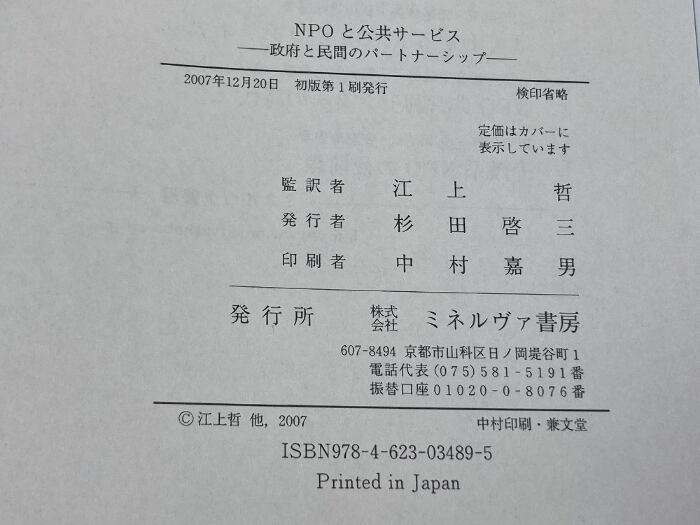 NPOと公共サービス
――政府と民間のパートナーシップ――
2007年12月20日 初版第1刷発行 検印省略
定価はカバーに
表示しています
監訳者 江上 哲
発行者 杉田啓三
印刷者 中村嘉男
発行所 株式会社 ミネルヴァ書房
607-8494 京都市山科区日ノ岡堤谷町1
電話代表(075)581-5191番
振替口座01020-0-8076番
©江上哲 他, 2007 中村印刷・兼文堂
ISBN978-4-623-03489-5
Printed in Japan